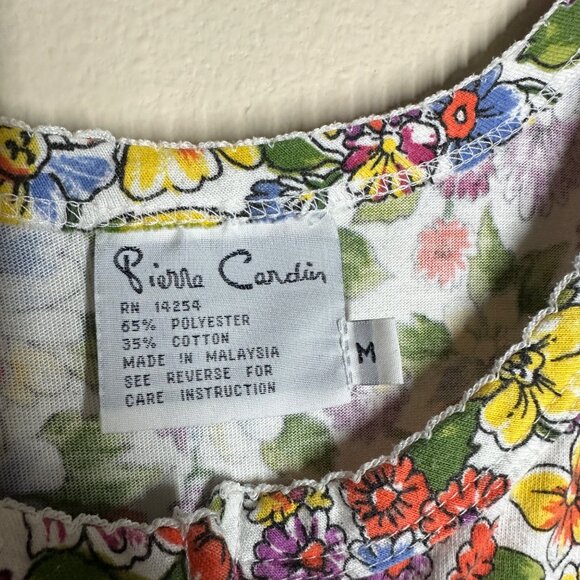 Pierre Cardin
RN 14254
65% POLYESTER
35% COTTON
MADE IN MALAYSIA
SEE REVERSE FOR
CARE INSTRUCTION
M